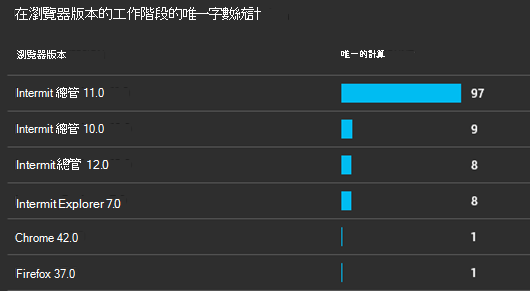 在瀏覽器版本的工作階段的唯一字數統計
瀏覽器版本 唯一的計算
Intermit 總管 11.0 97
Intermit 總管 10.0 9
Intermit總管 12.0 8
Intermit Explorer 7.0 8
Chrome 42.0 1
Firefox 37.0 1